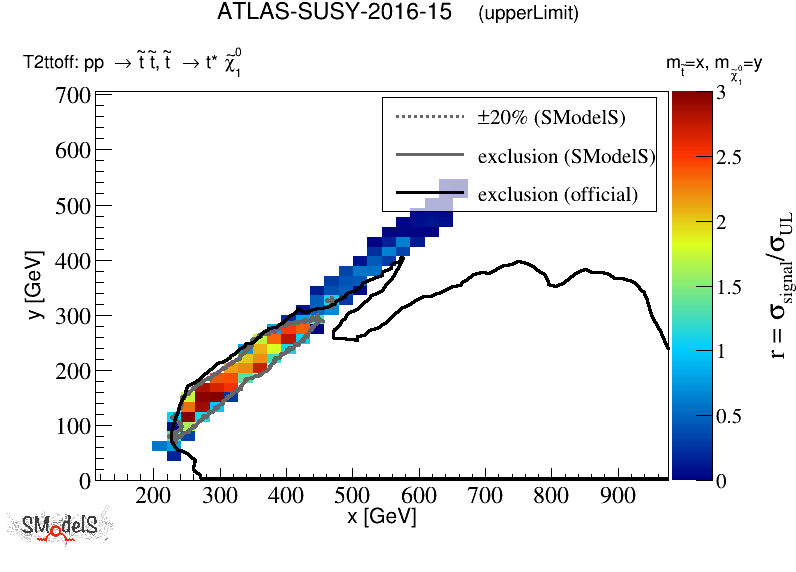 ATLAS-SUSY-2016-15 (upperLimit)
T2ttoff: pp → t̃ t̃, t̃ → t* χ̃⁰₁
m_t̃=x, m_χ̃⁰₁=y
±20% (SModelS)
exclusion (SModelS)
exclusion (official)
700
600
500
400
300
200
100
0
y [GeV]
200 300 400 500 600 700 800 900
x [GeV]
3
2.5
2
1.5
1
0.5
0
r = σ_signal/σ_UL
SModelS